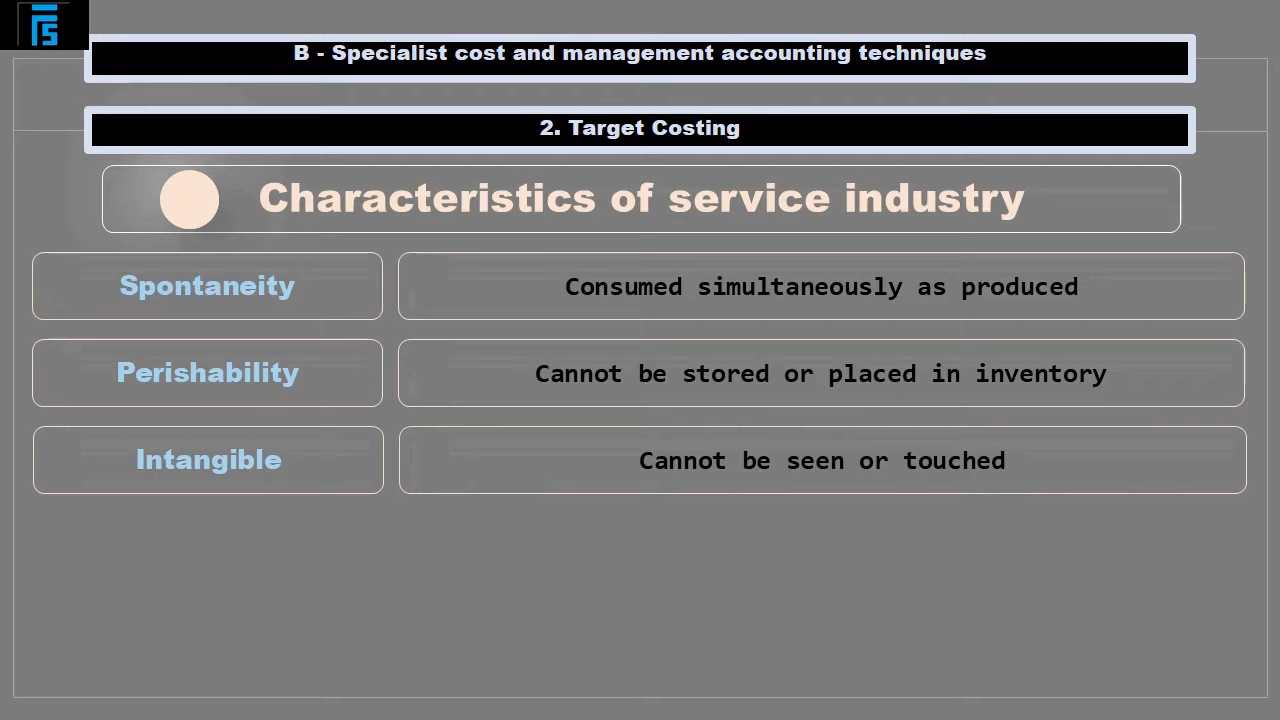 B - Specialist cost and management accounting techniques
2. Target Costing
Characteristics of service industry
Spontaneity
Consumed simultaneously as produced
Perishability
Cannot be stored or placed in inventory
Intangible
Cannot be seen or touched